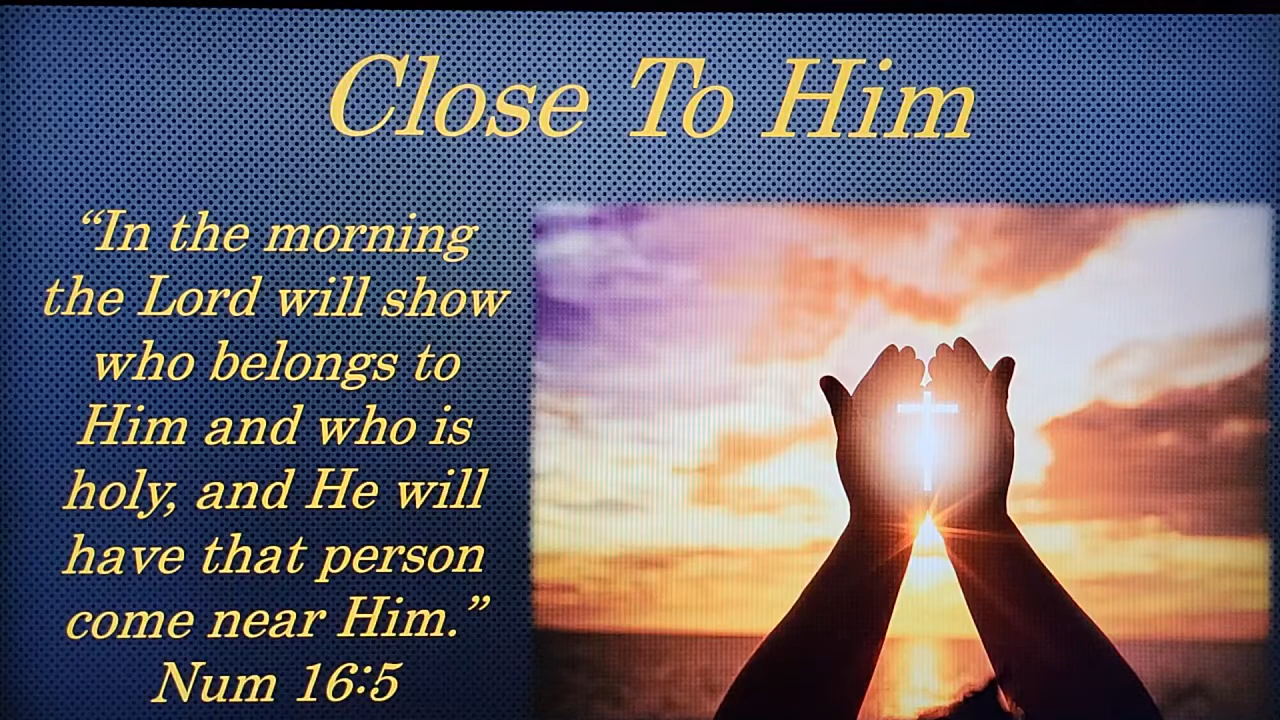 Close To Him
“In the morning
the Lord will show
who belongs to
Him and who is
holy, and He will
have that person
come near Him.”
Num 16:5